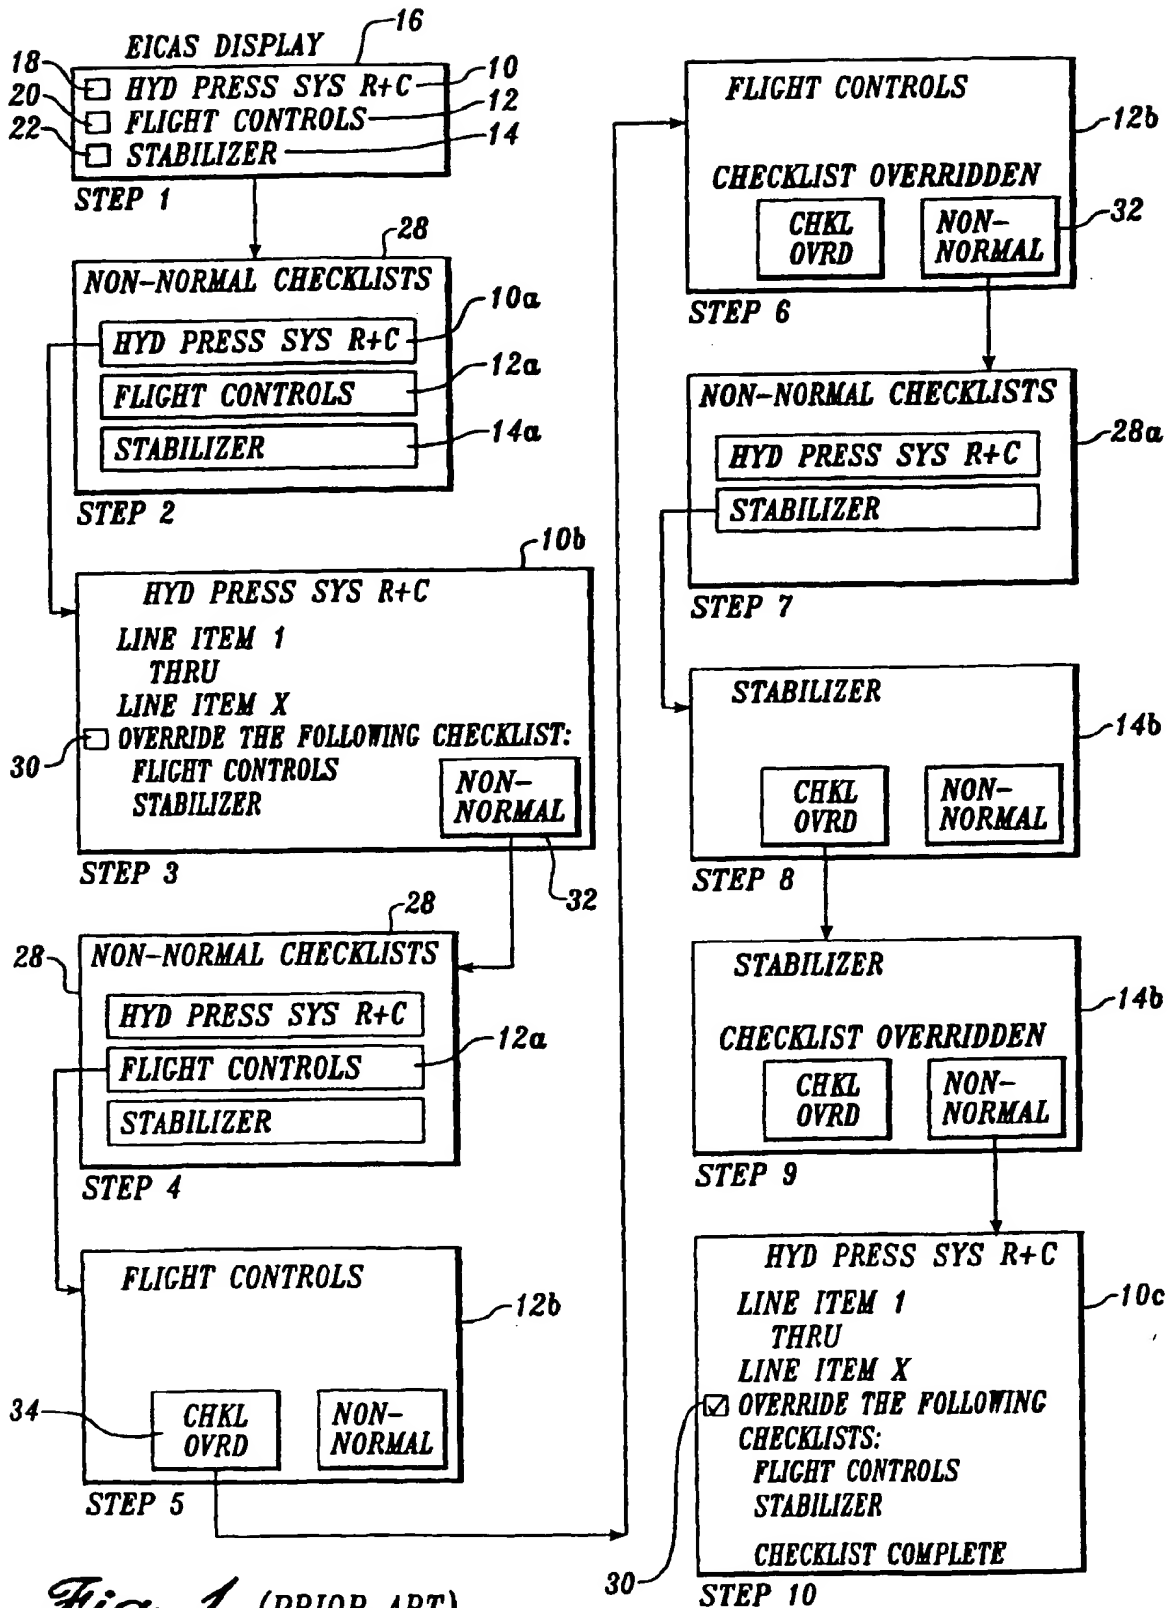 EICAS DISPLAY
16
18
HYD PRESS SYS R+C
10
20
FLIGHT CONTROLS
12
22
STABILIZER
14
STEP 1
28
NON-NORMAL CHECKLISTS
10a
HYD PRESS SYS R+C
12a
FLIGHT CONTROLS
14a
STABILIZER
STEP 2
10b
HYD PRESS SYS R+C
LINE ITEM 1
THRU
LINE ITEM X
30
OVERRIDE THE FOLLOWING CHECKLIST:
FLIGHT CONTROLS
STABILIZER
NON-
NORMAL
STEP 3
32
28
28
NON-NORMAL CHECKLISTS
HYD PRESS SYS R+C
12a
FLIGHT CONTROLS
STABILIZER
STEP 4
FLIGHT CONTROLS
12b
34
CHKL
OVRD
NON-
NORMAL
STEP 5
FLIGHT CONTROLS
12b
CHECKLIST OVERRIDDEN
CHKL
OVRD
NON-
NORMAL
32
STEP 6
NON-NORMAL CHECKLISTS
28a
HYD PRESS SYS R+C
STABILIZER
STEP 7
STABILIZER
14b
CHKL
OVRD
NON-
NORMAL
STEP 8
STABILIZER
14b
CHECKLIST OVERRIDDEN
CHKL
OVRD
NON-
NORMAL
STEP 9
HYD PRESS SYS R+C
10c
LINE ITEM 1
THRU
LINE ITEM X
30
OVERRIDE THE FOLLOWING
CHECKLISTS:
FLIGHT CONTROLS
STABILIZER
CHECKLIST COMPLETE
STEP 10
Fig. 1 (PRIOR ART)